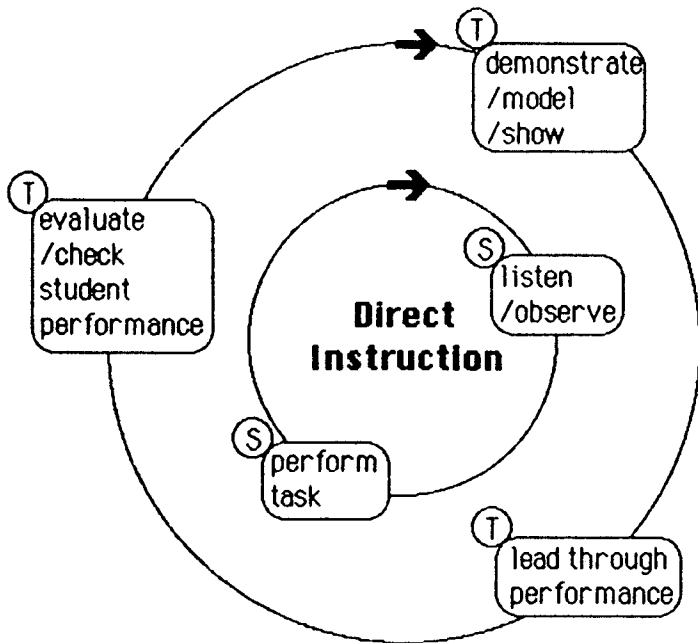 T
demonstrate
/model
/show
T
evaluate
/check
student
performance
S
listen
/observe
Direct
Instruction
S
perform
task
T
lead through
performance